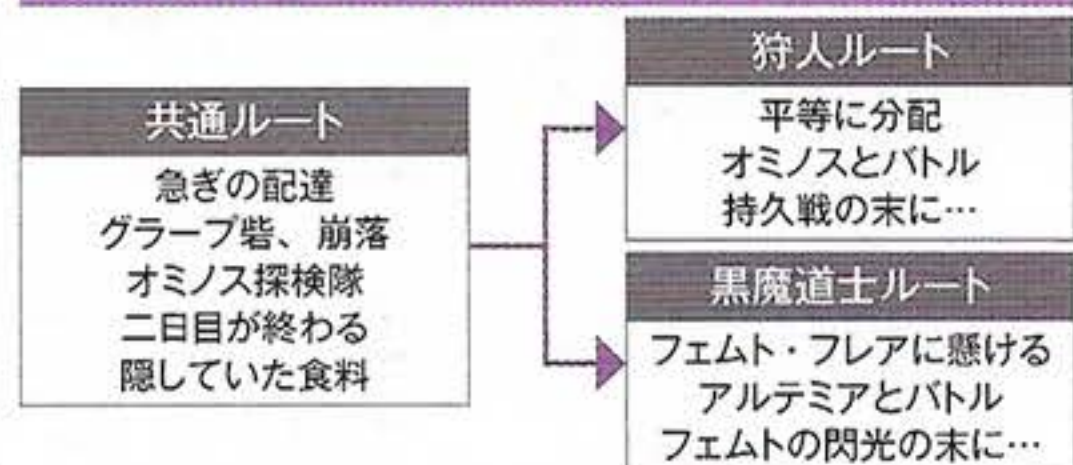 共通ルート
急ぎの配達
グラープ砦、崩落
オミノス探検隊
二日目が終わる
隠していた食料
狩人ルート
平等に分配
オミノスとバトル
持久戦の末に…
黒魔道士ルート
フェムト・フレアに懸ける
アルテミアとバトル
フェムトの閃光の末に…